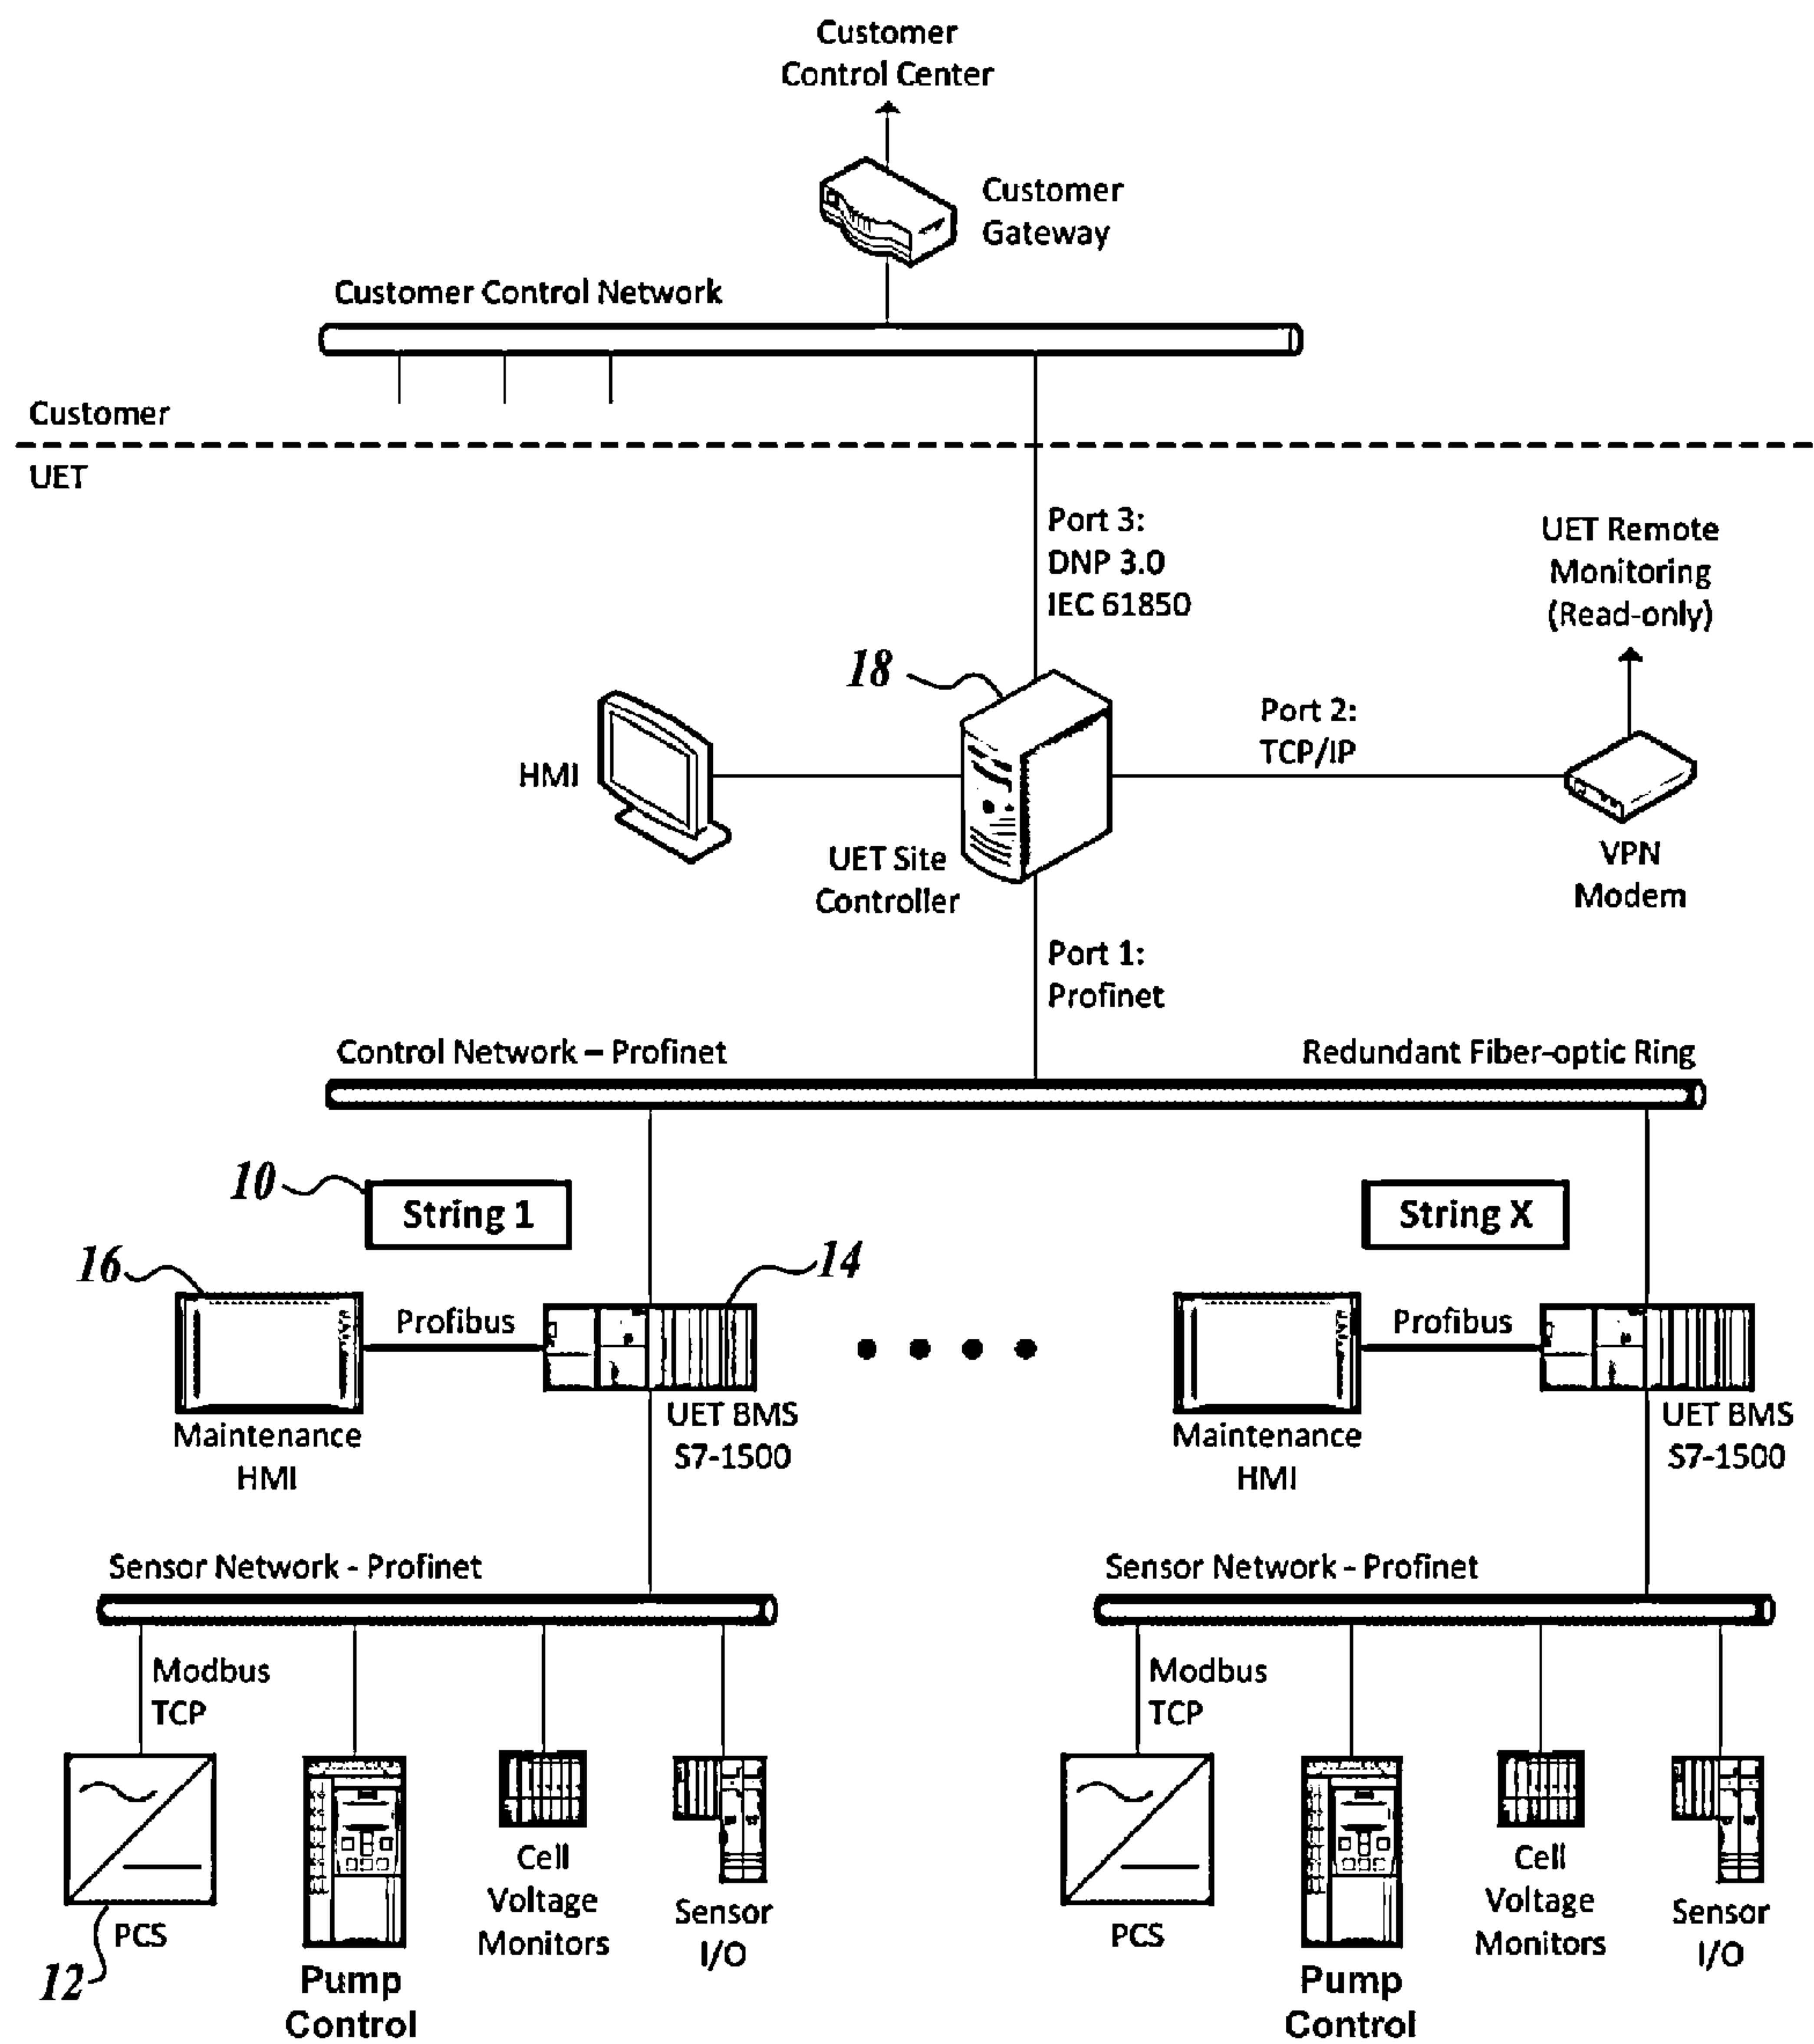 Customer
Control Center
Customer
Gateway
Customer Control Network
Customer
UET
Port 3:
DNP 3.0
IEC 61850
UET Remote
Monitoring
(Read-only)
18
Port 2:
TCP/IP
HMI
UET Site
Controller
VPN
Modem
Port 1:
Profinet
Control Network – Profinet
Redundant Fiber-optic Ring
10
String 1
String X
16
14
Profibus
Profibus
Maintenance
HMI
UET BMS
S7-1500
Maintenance
HMI
UET BMS
S7-1500
Sensor Network - Profinet
Sensor Network - Profinet
Modbus
TCP
Modbus
TCP
PCS
12
Pump
Control
Cell
Voltage
Monitors
Sensor
I/O
PCS
Pump
Control
Cell
Voltage
Monitors
Sensor
I/O